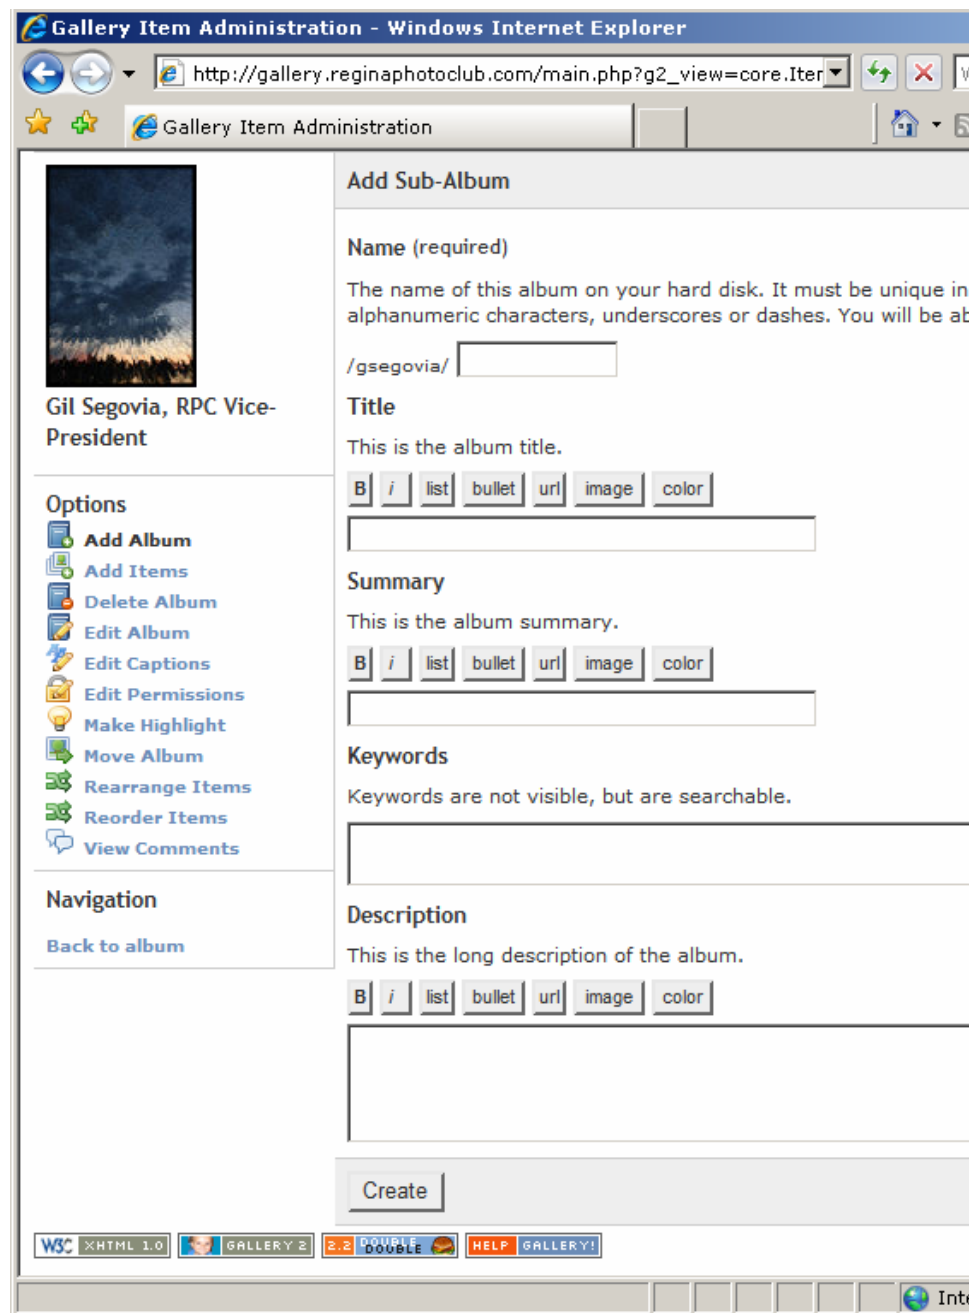 Gallery Item Administration - Windows Internet Explorer
http://gallery.reginaphotoclub.com/main.php?g2_view=core.Iter
Gallery Item Administration
Gil Segovia, RPC Vice-
President
Options
Add Album
Add Items
Delete Album
Edit Album
Edit Captions
Edit Permissions
Make Highlight
Move Album
Rearrange Items
Reorder Items
View Comments
Navigation
Back to album
Add Sub-Album
Name (required)
The name of this album on your hard disk. It must be unique in
alphanumeric characters, underscores or dashes. You will be ab
/gsegovia/
Title
This is the album title.
B i list bullet url image color
Summary
This is the album summary.
B i list bullet url image color
Keywords
Keywords are not visible, but are searchable.
Description
This is the long description of the album.
B i list bullet url image color
Create
W3C XHTML 1.0 GALLERY 2 2.2 DOUBLE DOUBLE HELP GALLERY!
Inte